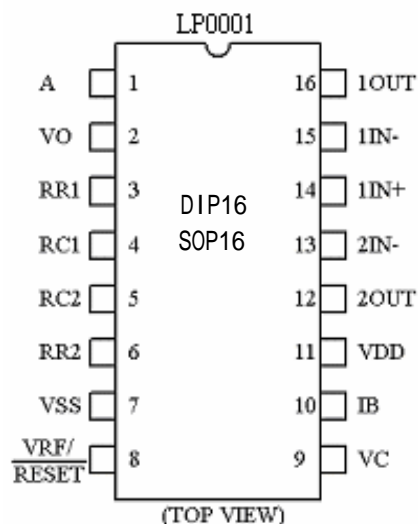 LP0001
A 1 16 1OUT
VO 2 15 1IN-
RR1 3 14 1IN+
DIP16
RC1 4 13 2IN-
SOP16
RC2 5 12 2OUT
RR2 6 11 VDD
VSS 7 10 IB
VRF/
RESET 8 9 VC
(TOP VIEW)